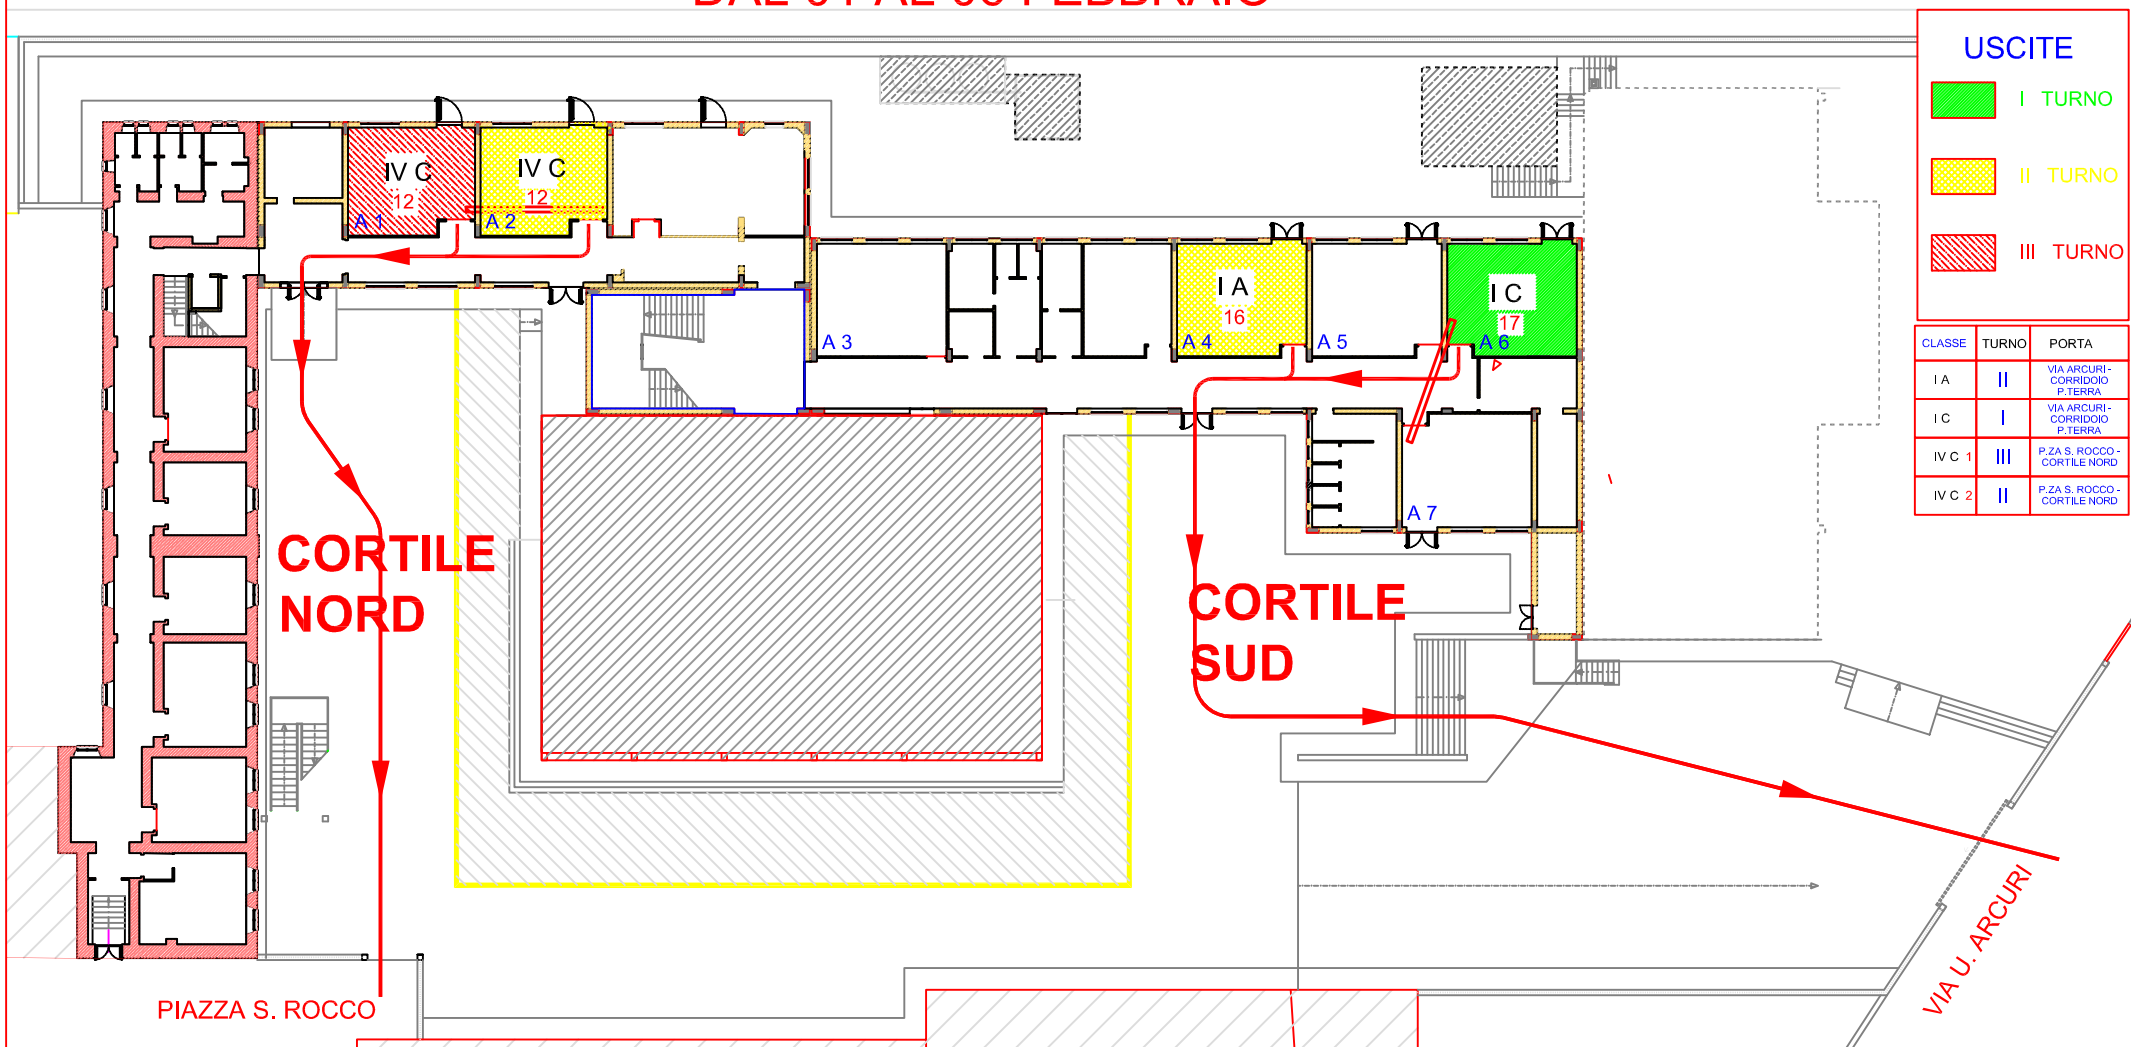 USCITE
I TURNO
II TURNO
III TURNO
CLASSE TURNO PORTA
I A II VIA ARCURI - CORRIDOIO P.TERRA
I C I VIA ARCURI - CORRIDOIO P.TERRA
IV C 1 III P.ZA S. ROCCO - CORTILE NORD
IV C 2 II P.ZA S. ROCCO - CORTILE NORD
IV C
12
A 1
IV C
12
A 2
A 3
I A
16
A 4
A 5
I C
17
A 6
A 7
CORTILE
NORD
CORTILE
SUD
PIAZZA S. ROCCO
VIA U. ARCURI